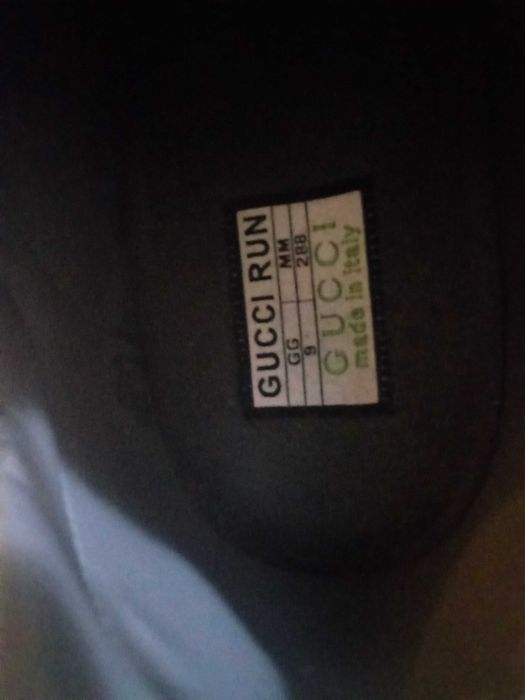 GUCCI RUN
GG MM
9 288
GUCCI
made in italy